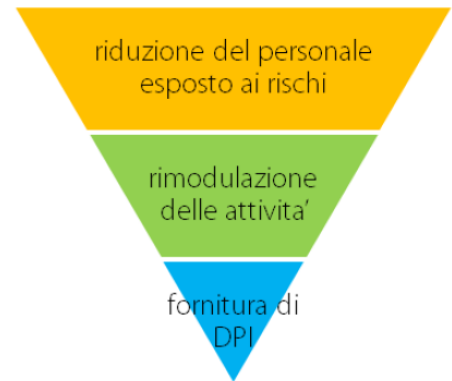 riduzione del personale
esposto ai rischi
rimodulazione
delle attivita’
fornitura di
DPI